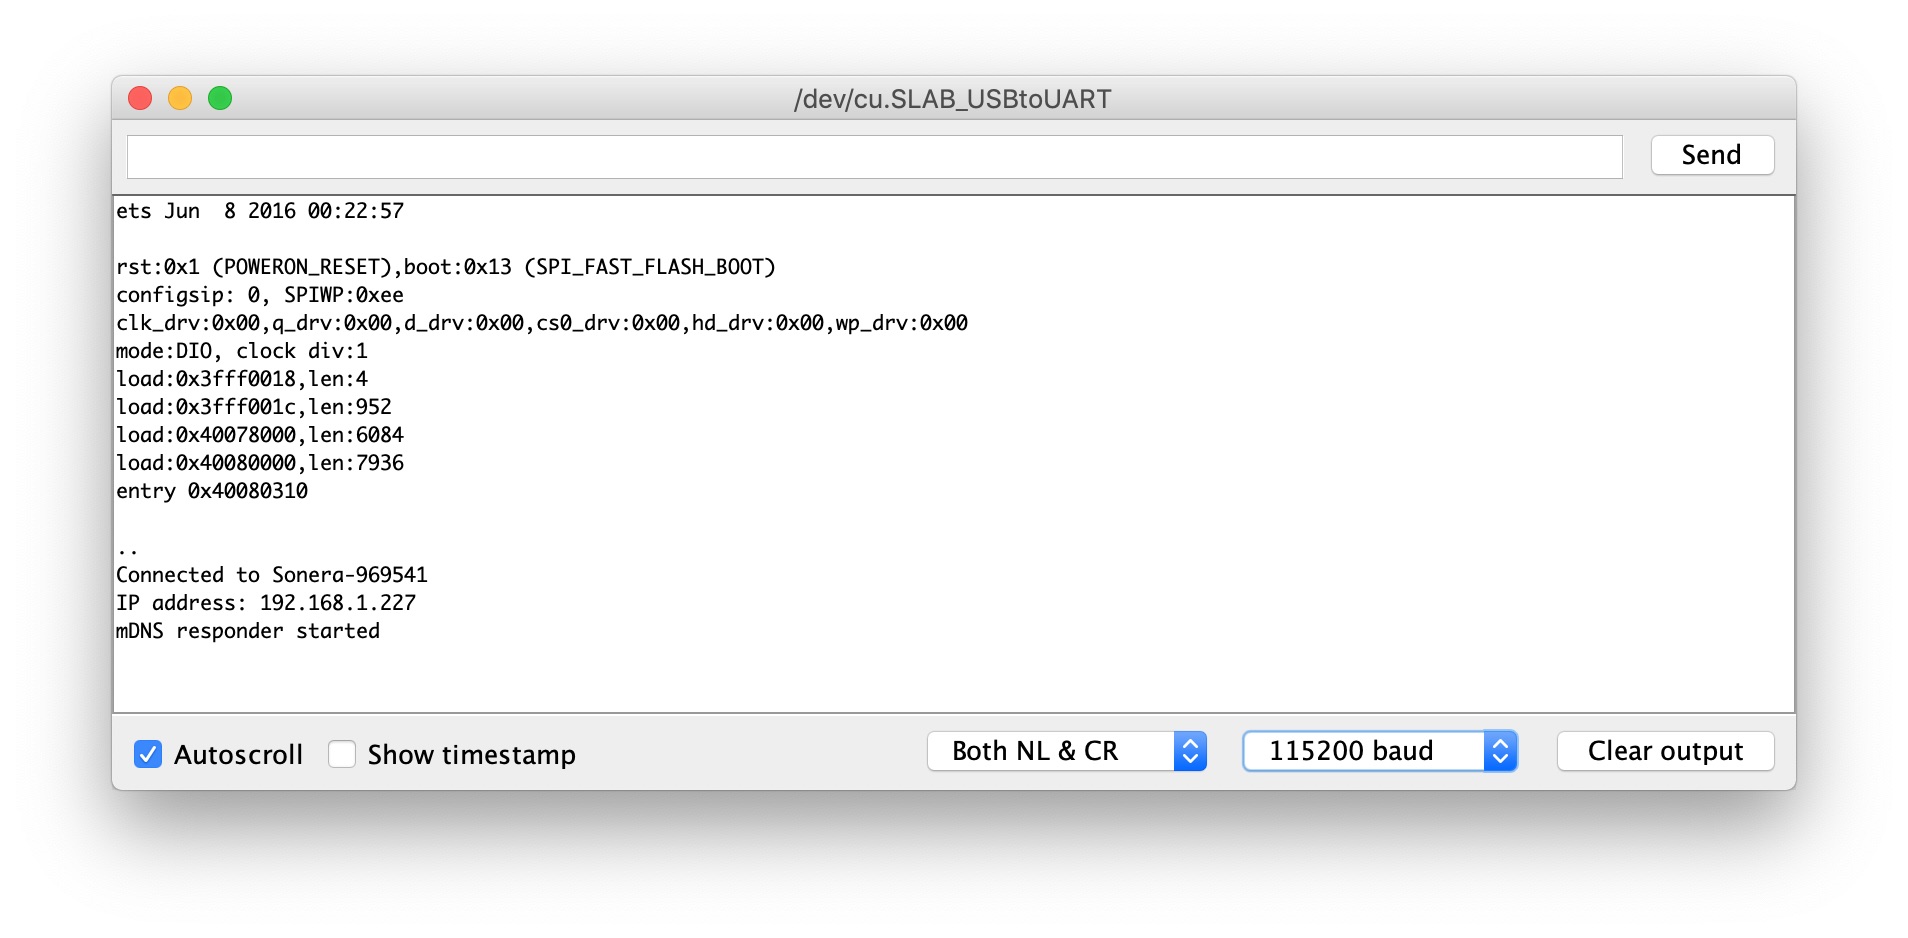 /dev/cu.SLAB_USBtoUART
Send
ets Jun  8 2016 00:22:57
rst:0x1 (POWERON_RESET),boot:0x13 (SPI_FAST_FLASH_BOOT)
configsip: 0, SPIWP:0xee
clk_drv:0x00,q_drv:0x00,d_drv:0x00,cs0_drv:0x00,hd_drv:0x00,wp_drv:0x00
mode:DIO, clock div:1
load:0x3fff0018,len:4
load:0x3fff001c,len:952
load:0x40078000,len:6084
load:0x40080000,len:7936
entry 0x40080310
..
Connected to Sonera-969541
IP address: 192.168.1.227
mDNS responder started
Autoscroll Show timestamp Both NL & CR 115200 baud Clear output